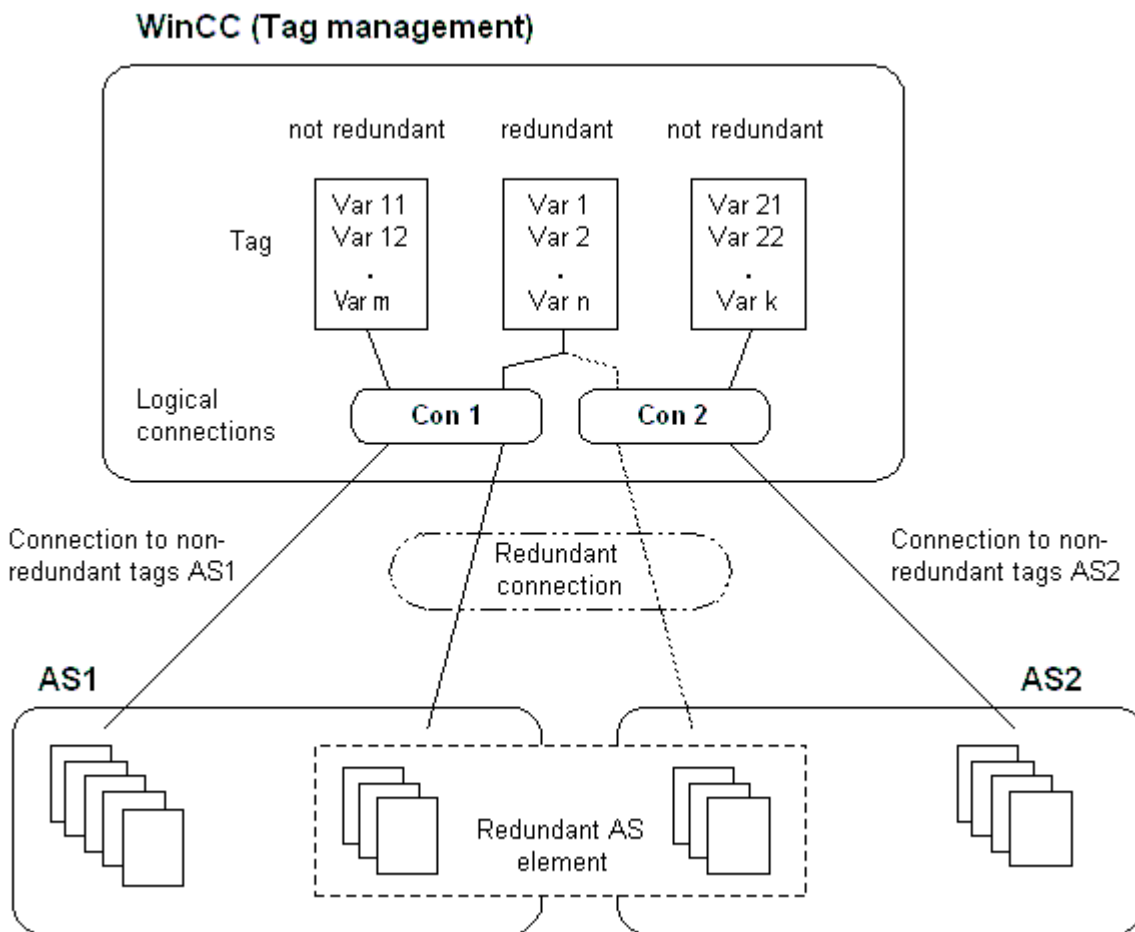 WinCC (Tag management)
not redundant
redundant
not redundant
Tag
Var 11
Var 12
.
Var m
Var 1
Var 2
.
Var n
Var 21
Var 22
.
Var k
Logical
connections
Con 1
Con 2
Connection to non-
redundant tags AS1
Redundant
connection
Connection to non-
redundant tags AS2
AS1
AS2
Redundant AS
element